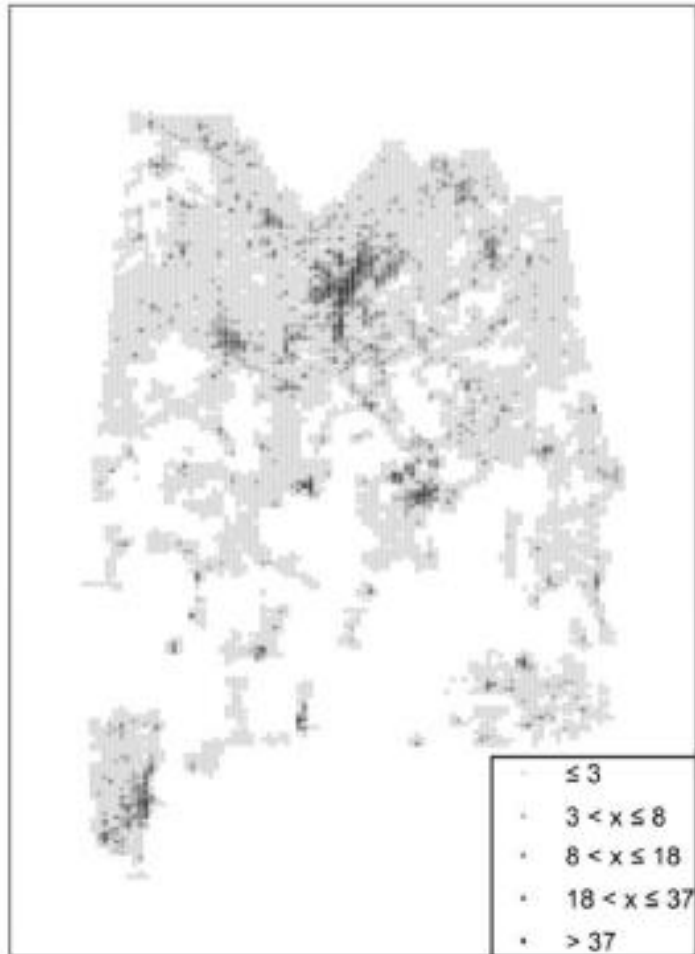 ≤ 3
3 < x ≤ 8
8 < x ≤ 18
18 < x ≤ 37
> 37